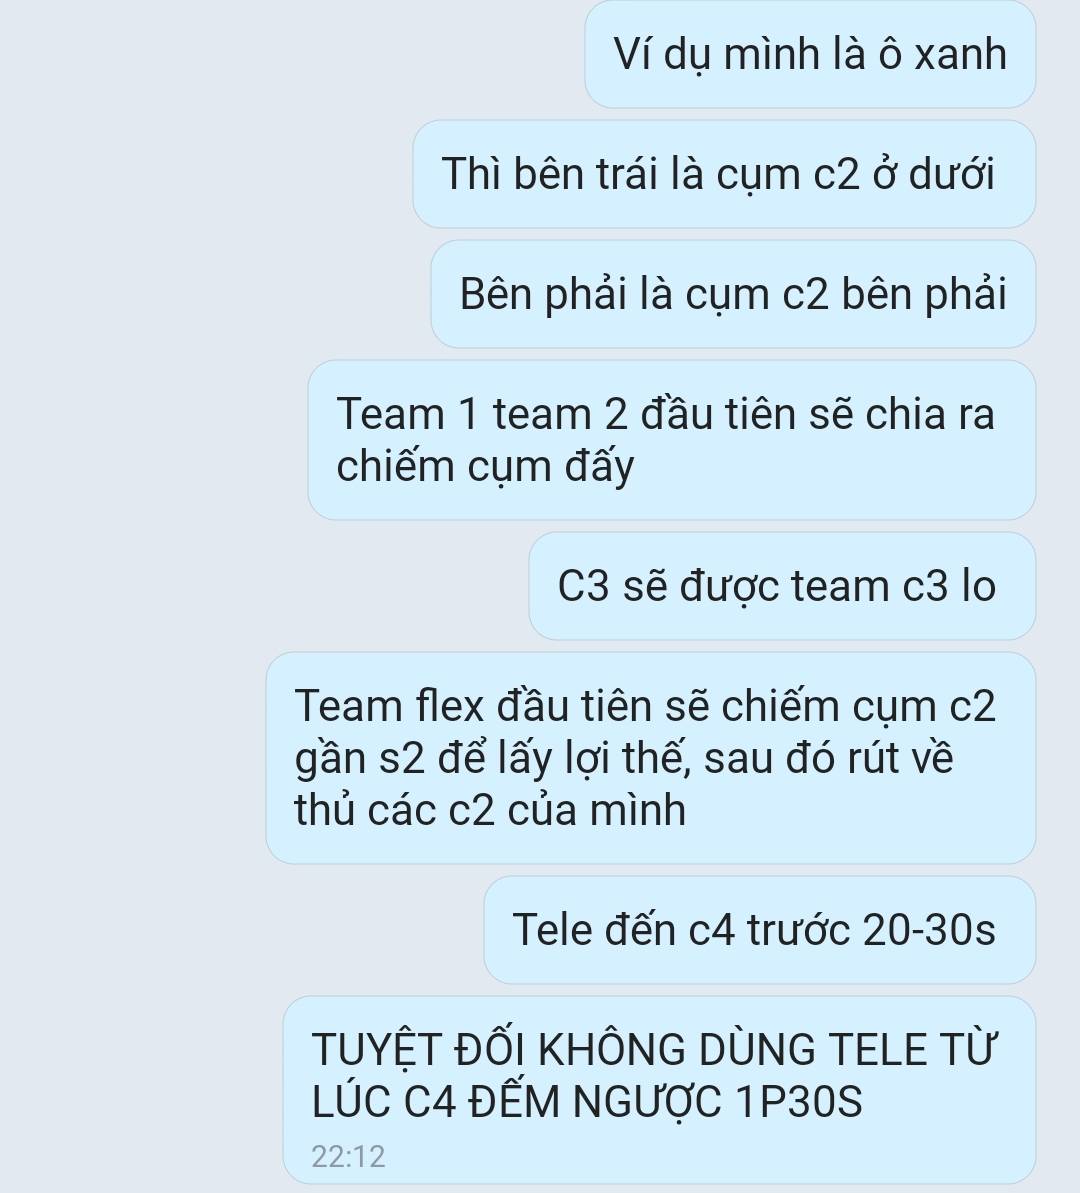 Ví dụ mình là ô xanh
Thì bên trái là cụm c2 ở dưới
Bên phải là cụm c2 bên phải
Team 1 team 2 đầu tiên sẽ chia ra
chiếm cụm đấy
C3 sẽ được team c3 lo
Team flex đầu tiên sẽ chiếm cụm c2
gần s2 để lấy lợi thế, sau đó rút về
thủ các c2 của mình
Tele đến c4 trước 20-30s
TUYỆT ĐỐI KHÔNG DÙNG TELE TỪ
LÚC C4 ĐẾM NGƯỢC 1P30S
22:12